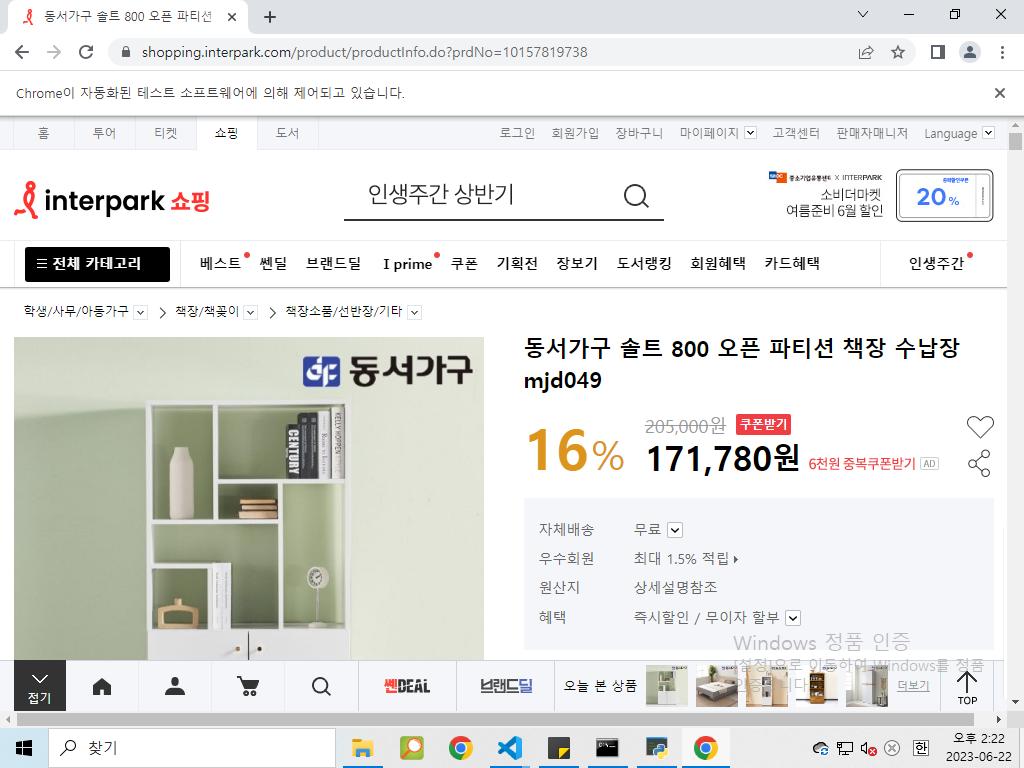 동서가구 솔트 800 오픈 파티션
shopping.interpark.com/product/productInfo.do?prdNo=10157819738
Chrome이 자동화된 테스트 소프트웨어에 의해 제어되고 있습니다.
홈 투어 티켓 쇼핑 도서 로그인 회원가입 장바구니 마이페이지 고객센터 판매자매니저 Language
interpark 쇼핑
인생주간 상반기
중소기업유통센터 X INTERPARK
소비더마켓
여름준비 6월 할인
20%
전체 카테고리 베스트 쎈딜 브랜드딜 I prime 쿠폰 기획전 장보기 도서랭킹 회원혜택 카드혜택 인생주간
학생/사무/아동가구 책장/책꽂이 책장소품/선반장/기타
동서가구
CENTURY
KELLY HOPPEN
동서가구 솔트 800 오픈 파티션 책장 수납장
mjd049
16%
205,000원 쿠폰받기
171,780원 6천원 중복쿠폰받기 AD
자체배송 무료
우수회원 최대 1.5% 적립
원산지 상세설명참조
혜택 즉시할인 / 무이자 할부
Windows 정품 인증
[설정]으로 이동하여 Windows를 정품
접기
쎈DEAL 브랜드딜 오늘 본 상품 더보기
TOP
찾기
한
오후 2:22
2023-06-22